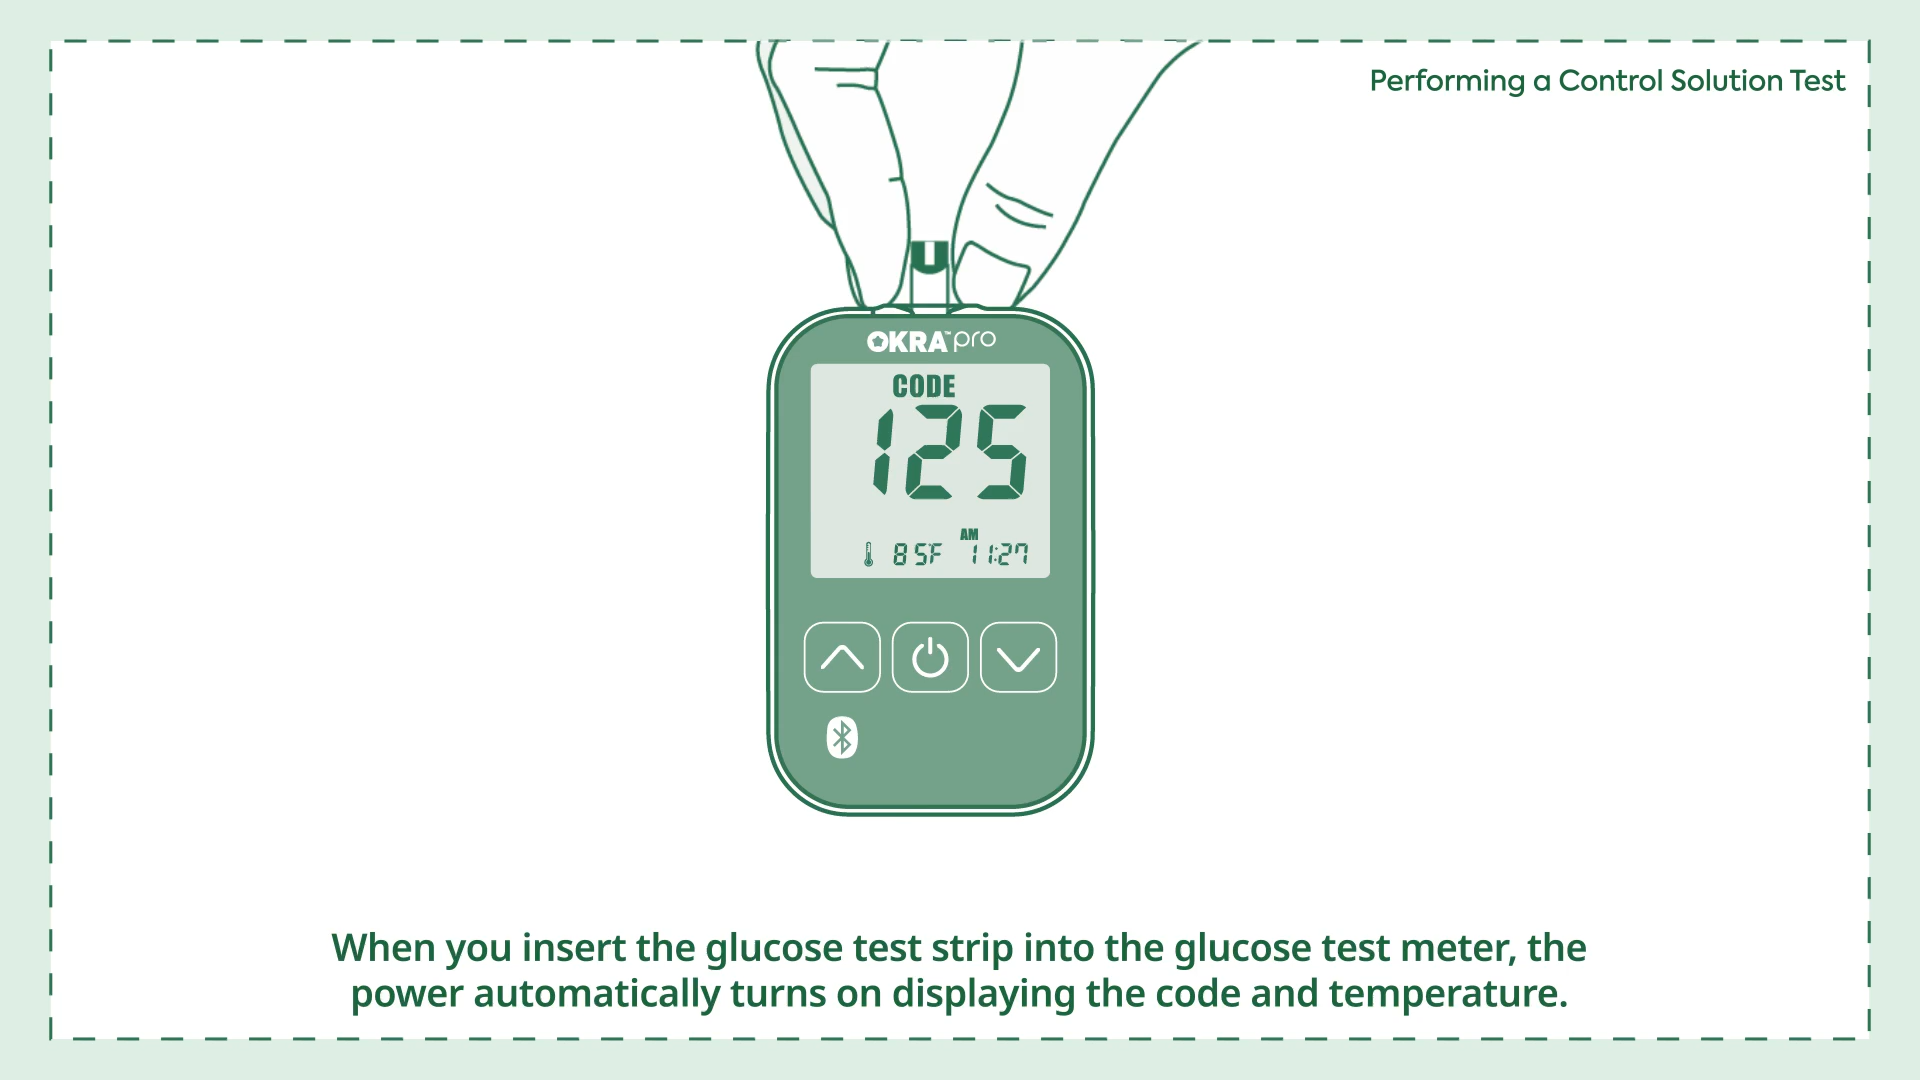 Performing a Control Solution Test
OKRA™ pro
CODE
125
AM
85F 11:27
When you insert the glucose test strip into the glucose test meter, the
power automatically turns on displaying the code and temperature.